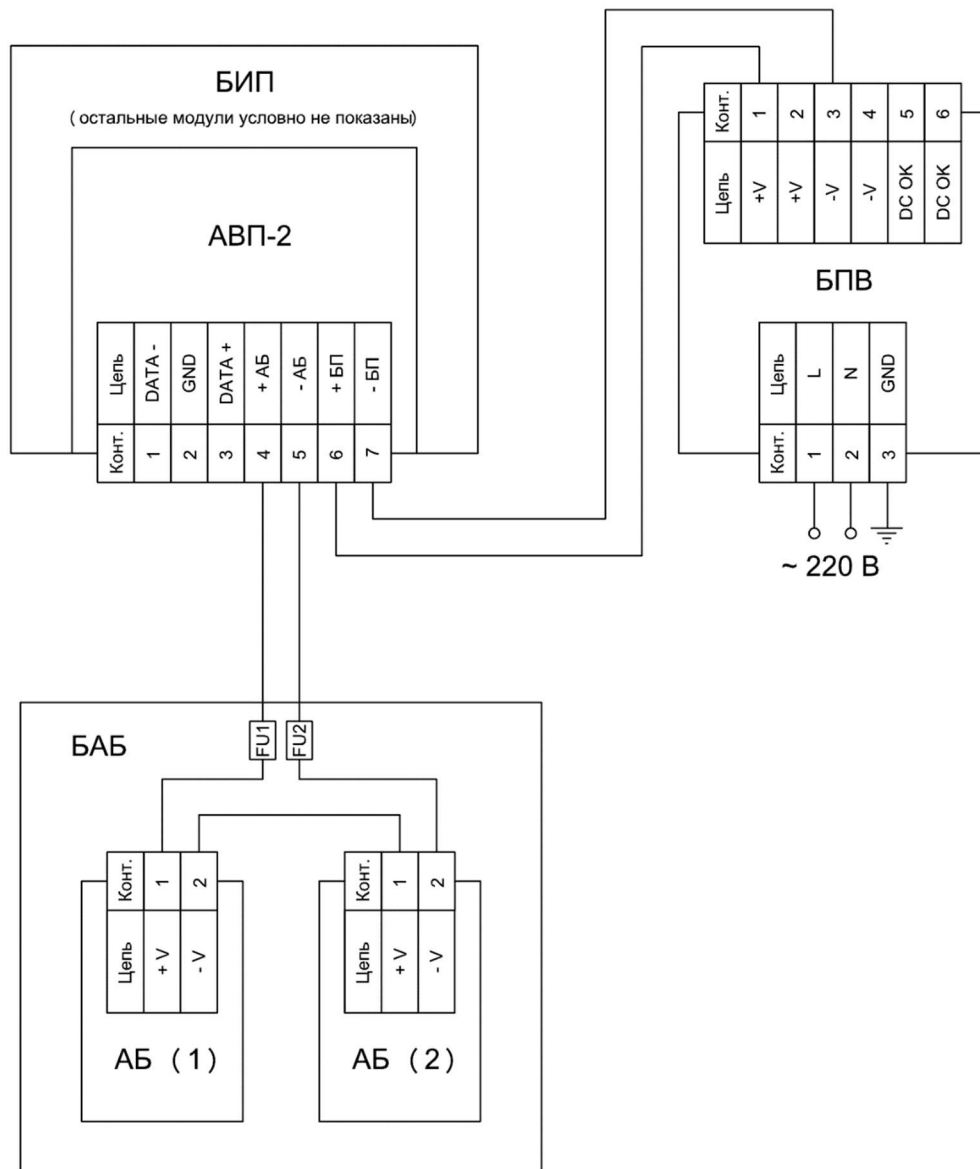 БИП
( остальные модули условно не показаны)
АВП-2
Цепь DATA - GND DATA + + АБ - АБ + БП - БП
Конт. 1 2 3 4 5 6 7
Конт. 1 2 3 4 5 6
Цепь +V +V -V -V DC OK DC OK
БПВ
Цепь L N GND
Конт. 1 2 3
~ 220 В
БАБ
FU1 FU2
Конт. 1 2
Цепь + V - V
АБ ( 1 )
Конт. 1 2
Цепь + V - V
АБ ( 2 )